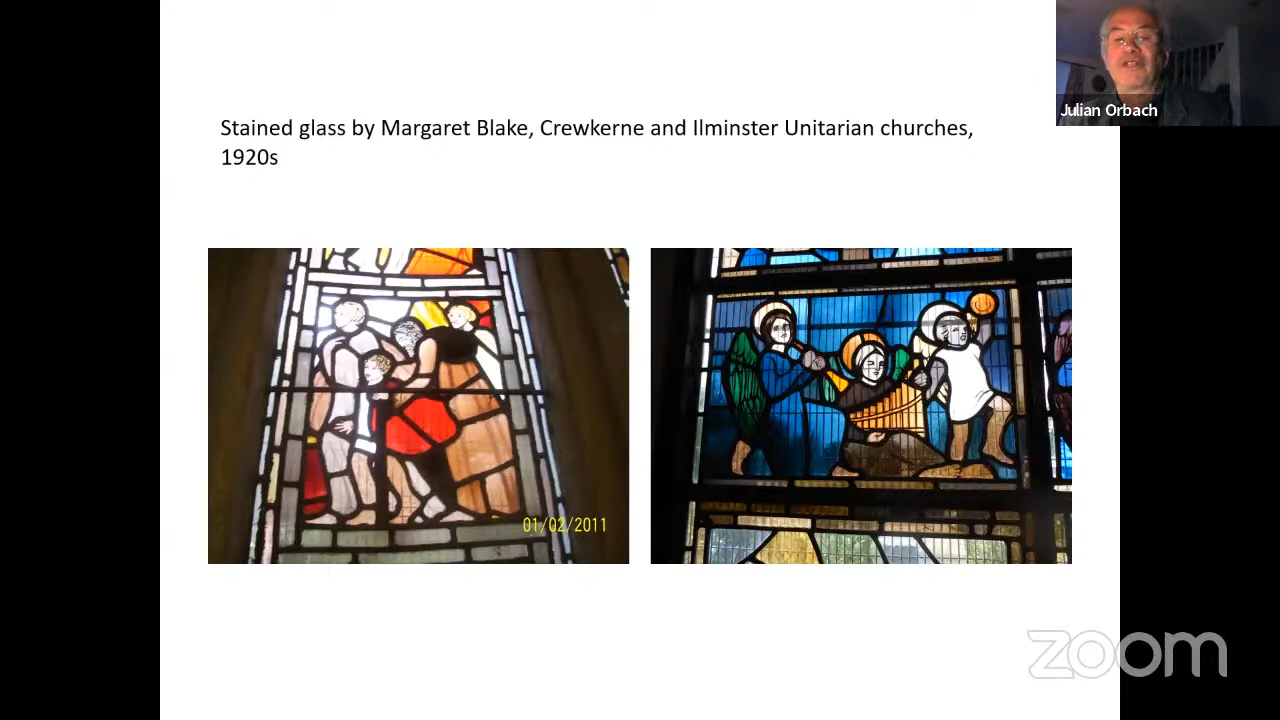 Julian Orbach
Stained glass by Margaret Blake, Crewkerne and Ilminster Unitarian churches,
1920s
01/02/2011
zoom